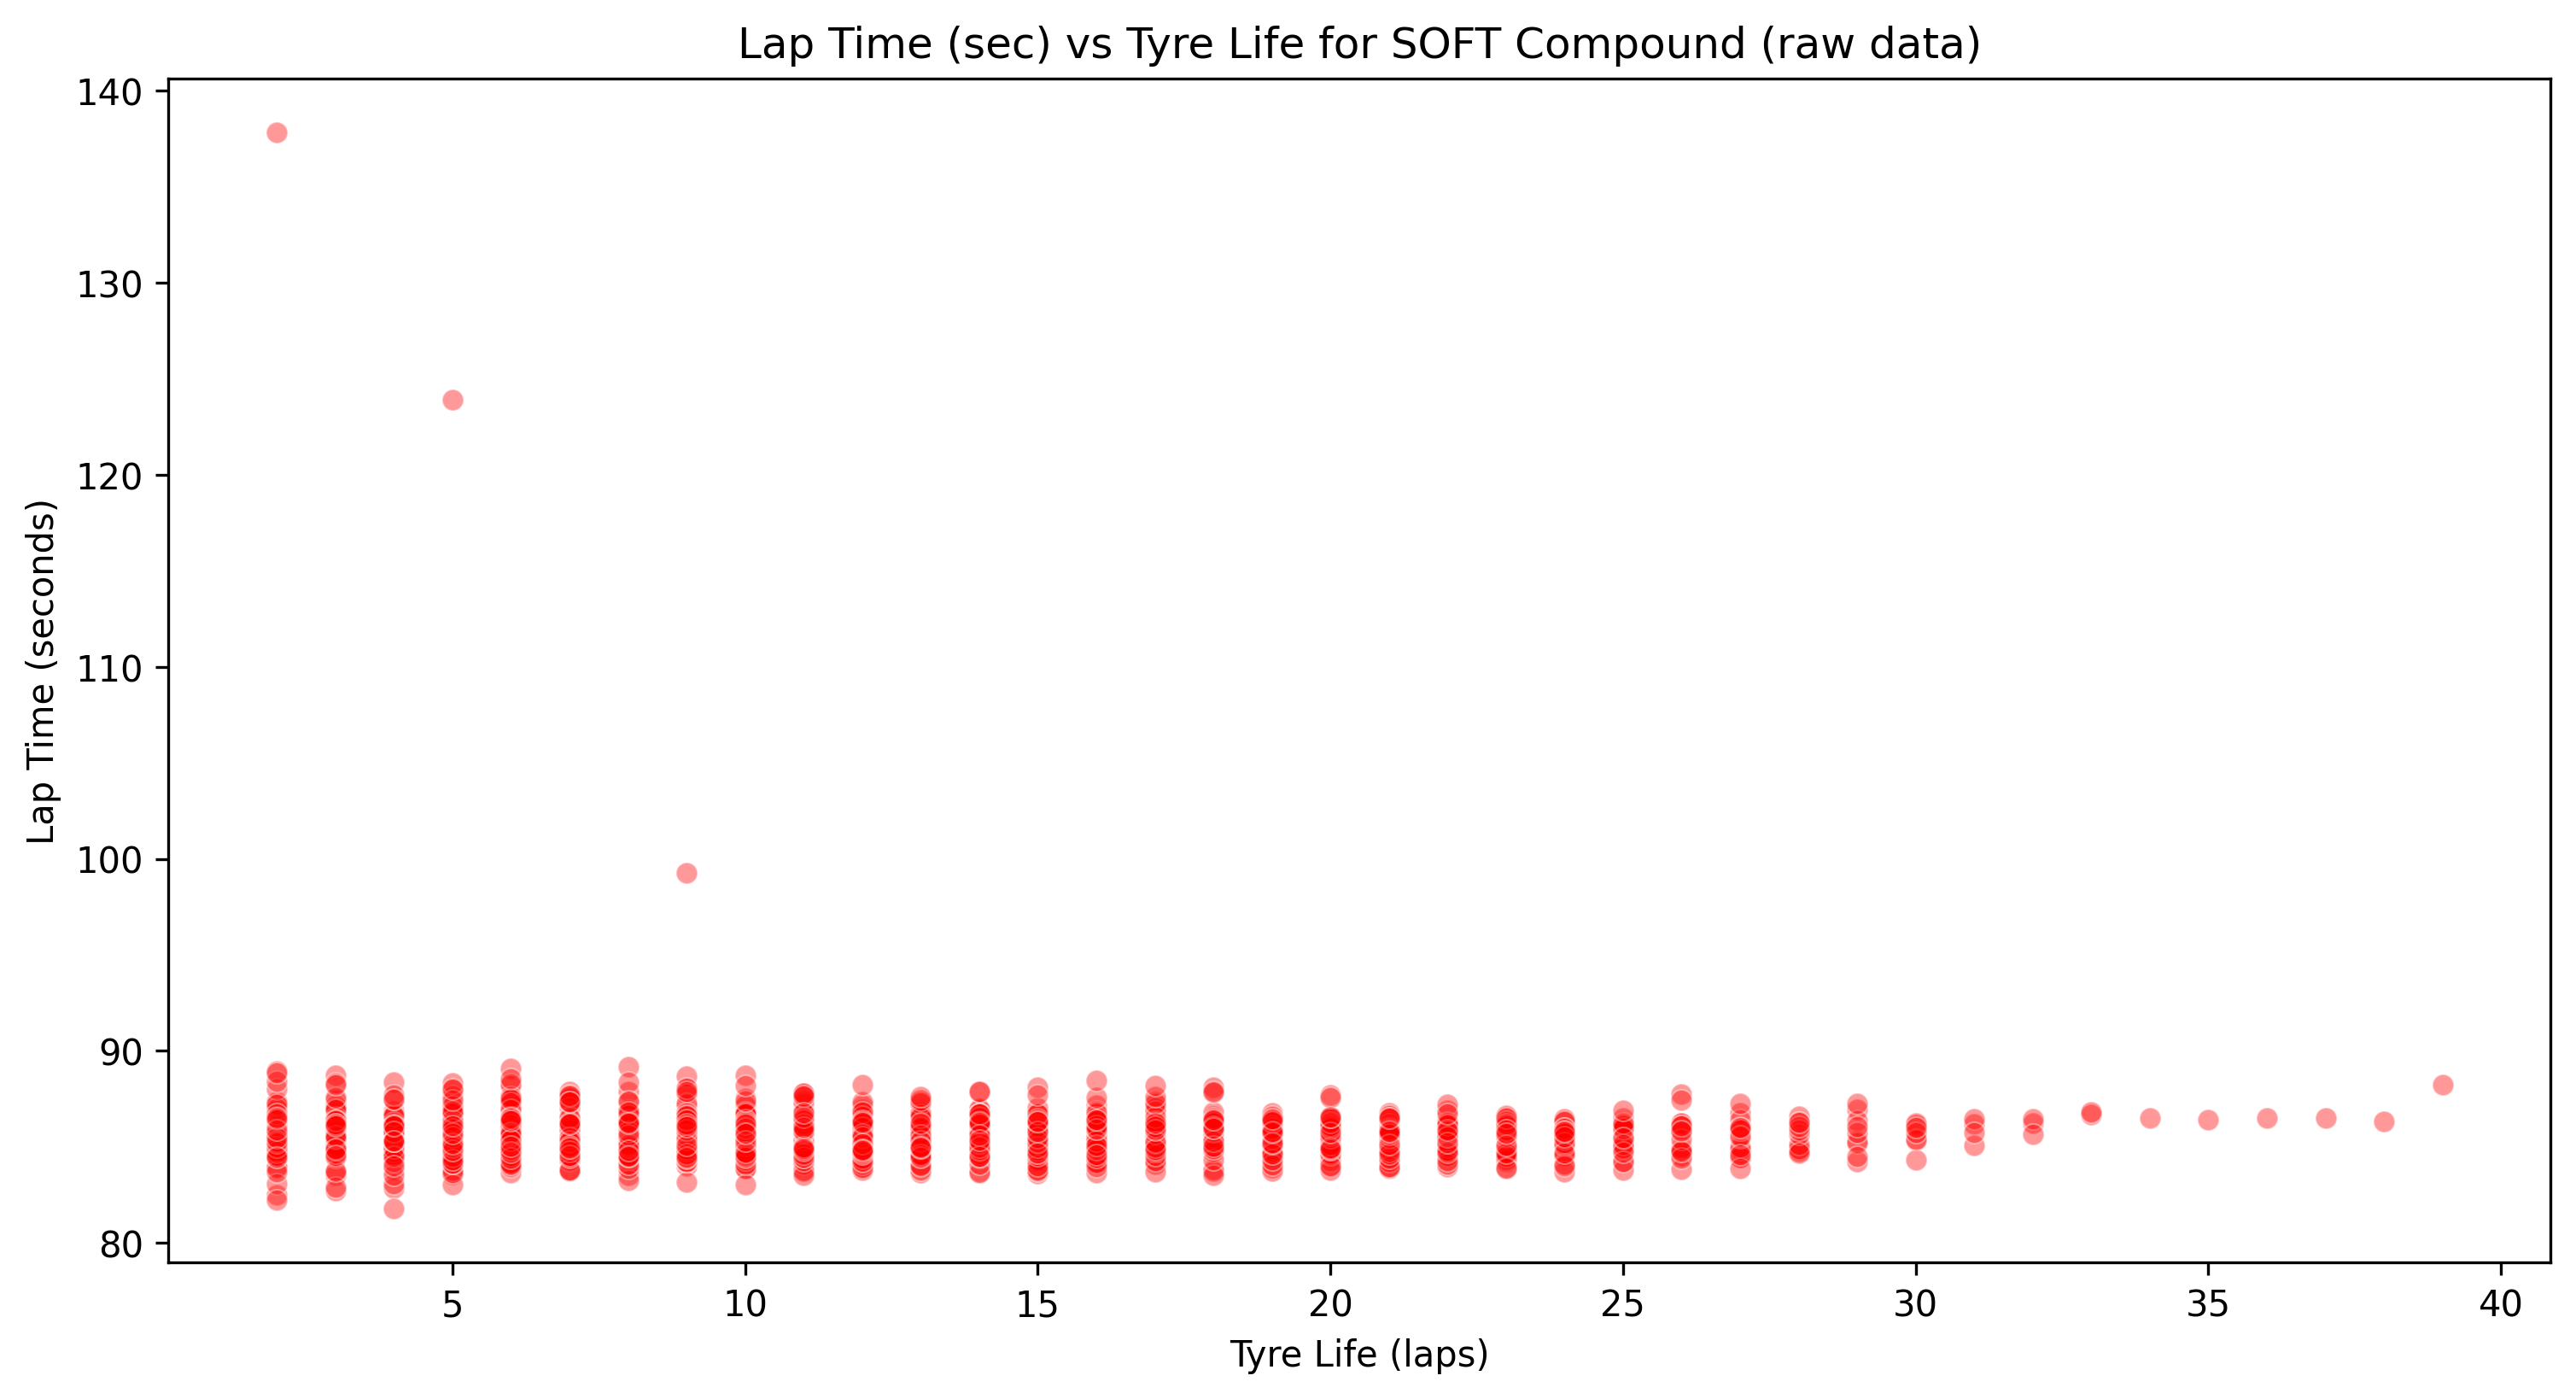 Lap Time (sec) vs Tyre Life for SOFT Compound (raw data)
140
130
120
110
100
90
80
Lap Time (seconds)
5 10 15 20 25 30 35 40
Tyre Life (laps)